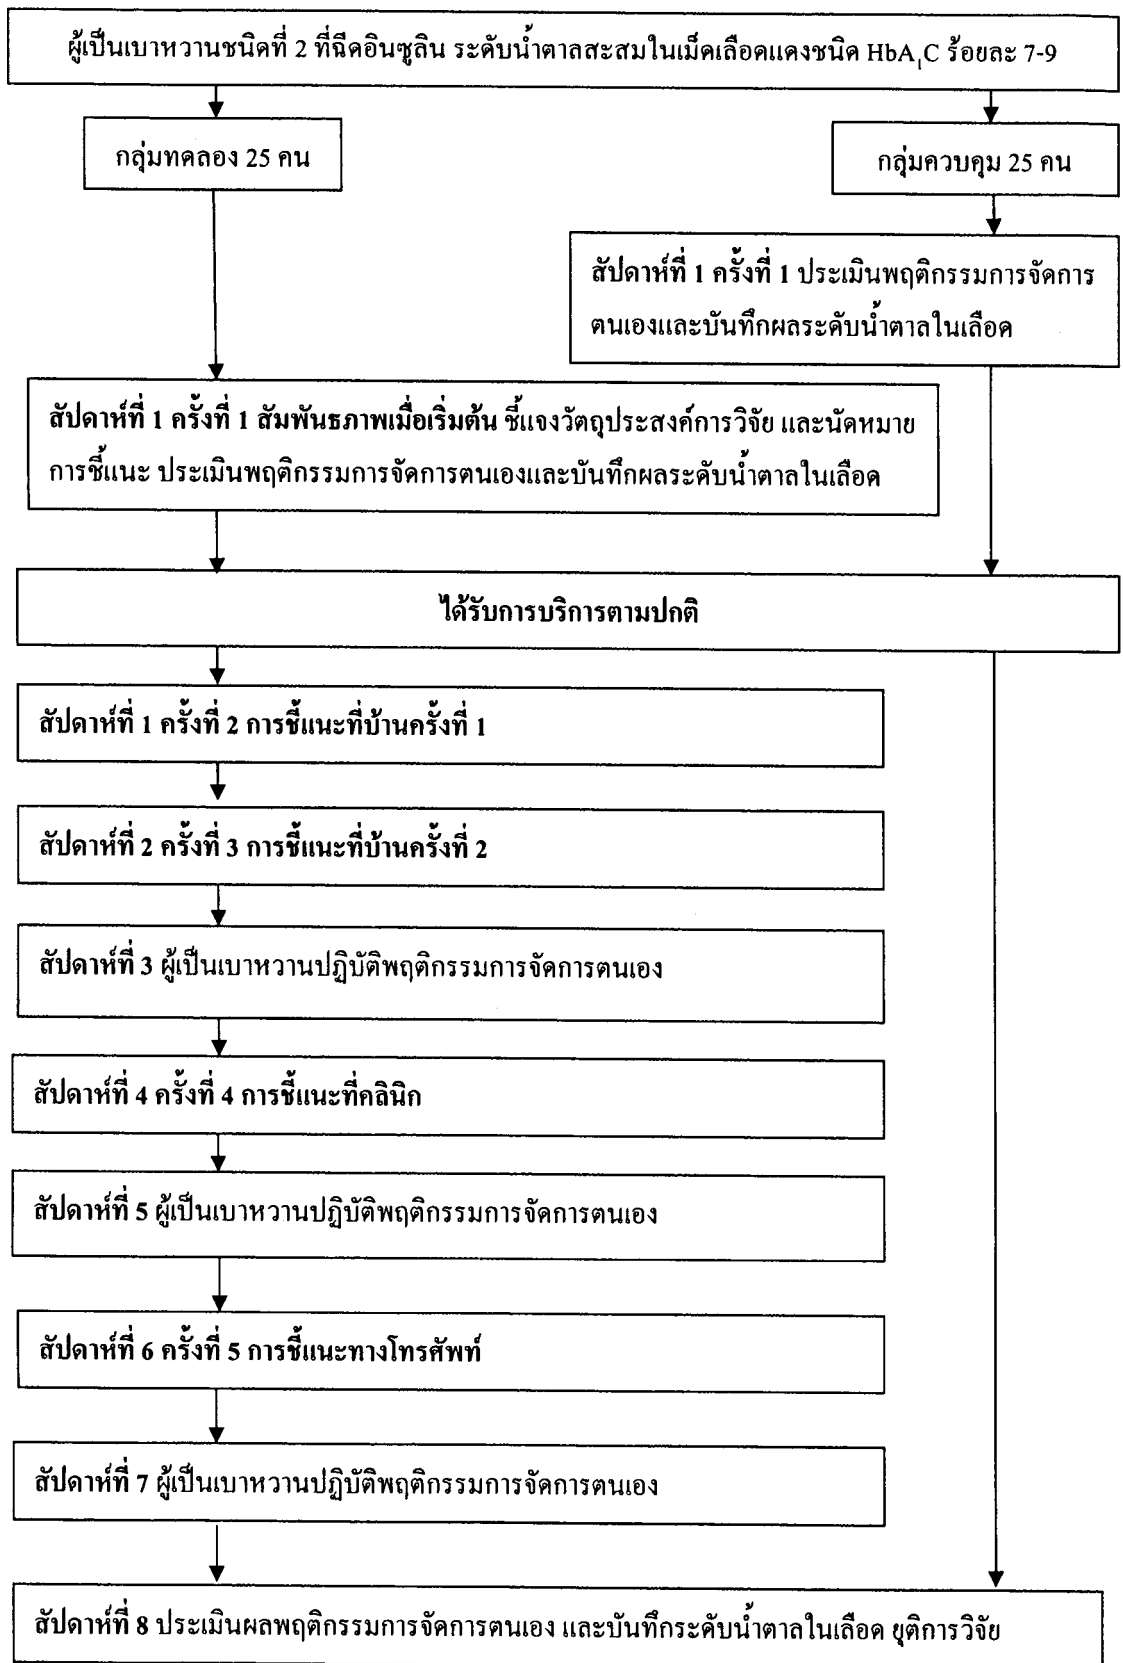 ผู้เป็นเบาหวานชนิดที่ 2 ที่ฉีดอินซูลิน ระดับน้ำตาลสะสมในเม็ดเลือดแดงชนิด HbA₁C ร้อยละ 7-9
กลุ่มทดลอง 25 คน
กลุ่มควบคุม 25 คน
สัปดาห์ที่ 1 ครั้งที่ 1 ประเมินพฤติกรรมการจัดการ
ตนเองและบันทึกผลระดับน้ำตาลในเลือด
สัปดาห์ที่ 1 ครั้งที่ 1 สัมพันธภาพเมื่อเริ่มต้น ชี้แจงวัตถุประสงค์การวิจัย และนัดหมาย
การชี้แนะ ประเมินพฤติกรรมการจัดการตนเองและบันทึกผลระดับน้ำตาลในเลือด
ได้รับการบริการตามปกติ
สัปดาห์ที่ 1 ครั้งที่ 2 การชี้แนะที่บ้านครั้งที่ 1
สัปดาห์ที่ 2 ครั้งที่ 3 การชี้แนะที่บ้านครั้งที่ 2
สัปดาห์ที่ 3 ผู้เป็นเบาหวานปฏิบัติพฤติกรรมการจัดการตนเอง
สัปดาห์ที่ 4 ครั้งที่ 4 การชี้แนะที่คลินิก
สัปดาห์ที่ 5 ผู้เป็นเบาหวานปฏิบัติพฤติกรรมการจัดการตนเอง
สัปดาห์ที่ 6 ครั้งที่ 5 การชี้แนะทางโทรศัพท์
สัปดาห์ที่ 7 ผู้เป็นเบาหวานปฏิบัติพฤติกรรมการจัดการตนเอง
สัปดาห์ที่ 8 ประเมินผลพฤติกรรมการจัดการตนเอง และบันทึกระดับน้ำตาลในเลือด ยุติการวิจัย